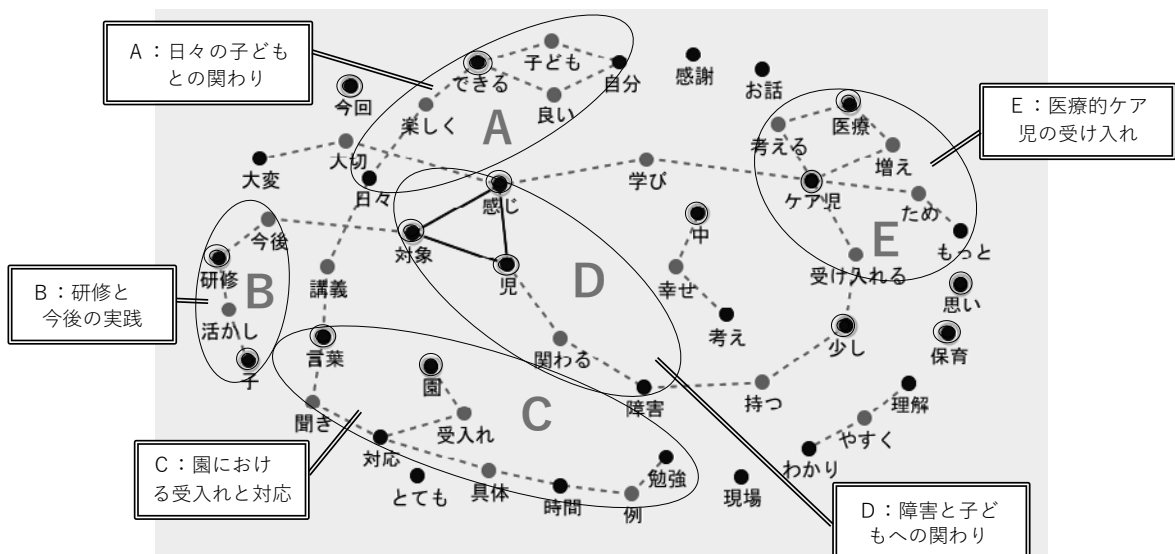 A：日々の子ども
との関わり
今回
できる
子ども
自分
感謝
お話
楽しく
良い
A
医療
考える
増え
E：医療的ケア
児の受け入れ
大切
大変
日々
感じ
学び
ケア児
ため
もっと
E
中
今後
対象
研修
B
児
D
講義
幸せ
受け入れる
思い
B：研修と
今後の実践
活かし
子
言葉
関わる
考え
少し
保育
園
障害
持つ
理解
聞き
受入れ
C
やすく
わかり
対応
C：園におけ
る受入れと対応
とても
具体
時間
例
勉強
現場
D：障害と子ど
もへの関わり